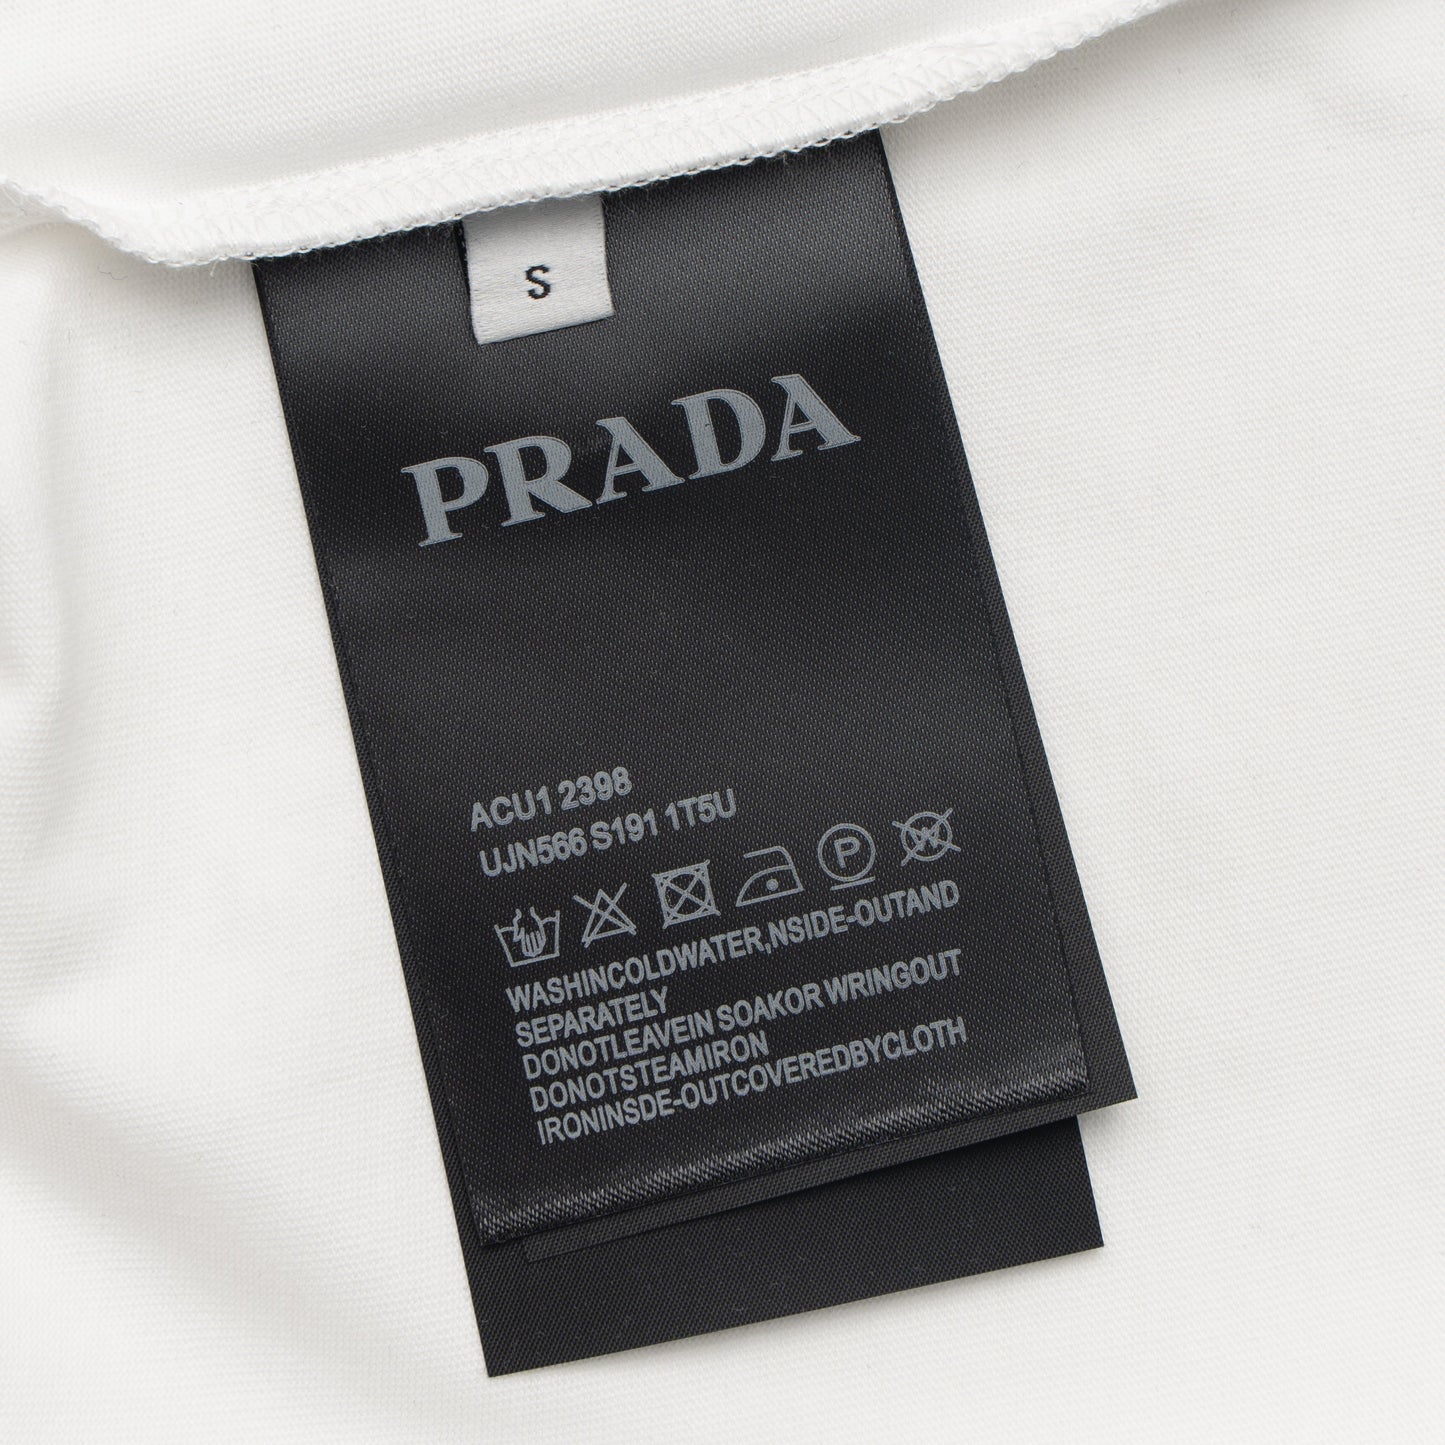 S
PRADA
ACU1 2398
UJN566 S191 1T5U
P
WASHINCOLDWATER,NSIDE-OUTAND
SEPARATELY
DONOTLEAVEIN SOAKOR WRINGOUT
DONOTSTEAMIRON
IRONINSDE-OUTCOVEREDBYCLOTH